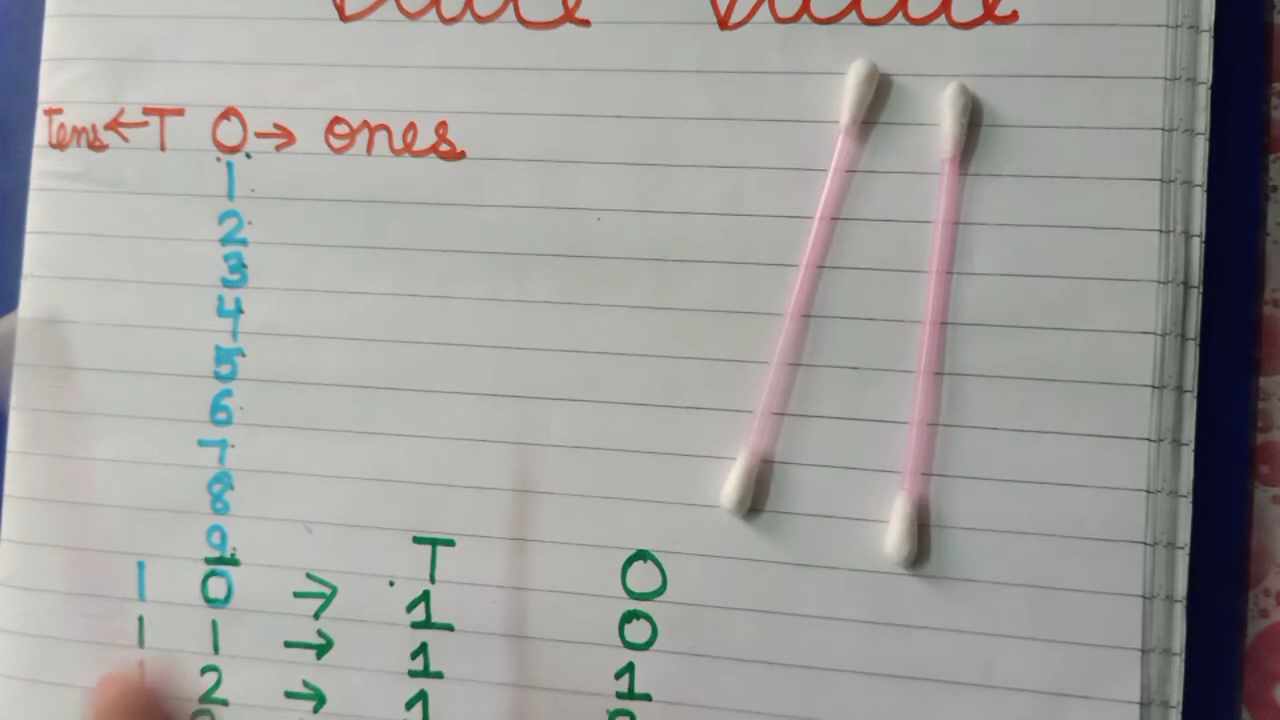 Tens ← T O → ones
1
2
3
4
5
6
7
8
9
T O
1 0 → 1 0
1 1 → 1 1
2 → 1